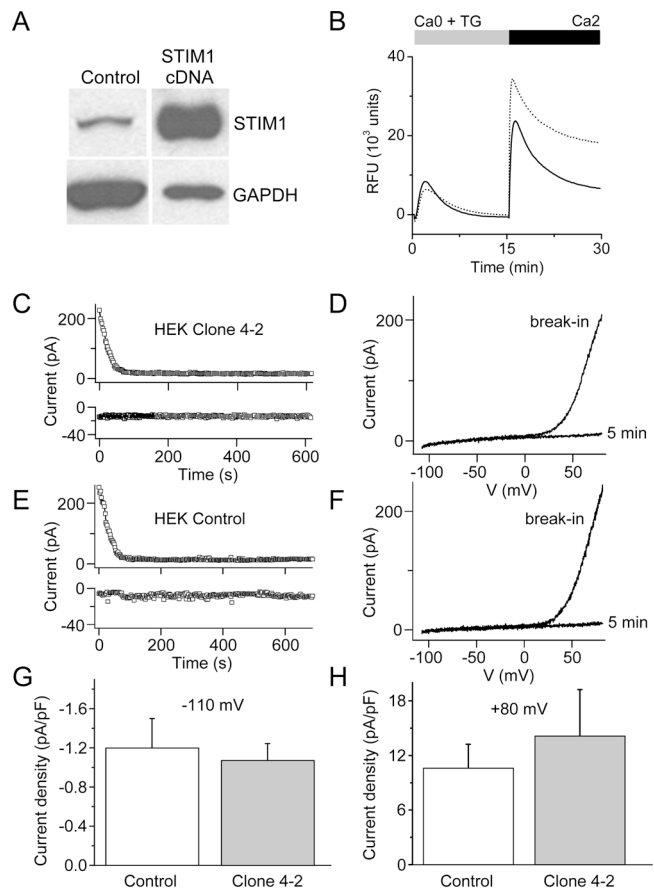 A
Control
STIM1
cDNA
STIM1
GAPDH
B
Ca0 + TG
Ca2
RFU (10³ units)
40
20
0
0
15
30
Time (min)
C
HEK Clone 4-2
Current (pA)
200
0
0
-20
-40
0
200
400
600
Time (s)
D
break-in
Current (pA)
200
100
0
5 min
-100
-50
0
50
V (mV)
E
HEK Control
Current (pA)
200
0
0
-20
-40
0
200
400
600
Time (s)
F
break-in
Current (pA)
200
100
0
5 min
-100
-50
0
50
V (mV)
G
-110 mV
Current density (pA/pF)
-1.6
-1.2
-0.8
-0.4
0.0
Control
Clone 4-2
H
+80 mV
Current density (pA/pF)
18
12
6
0
Control
Clone 4-2